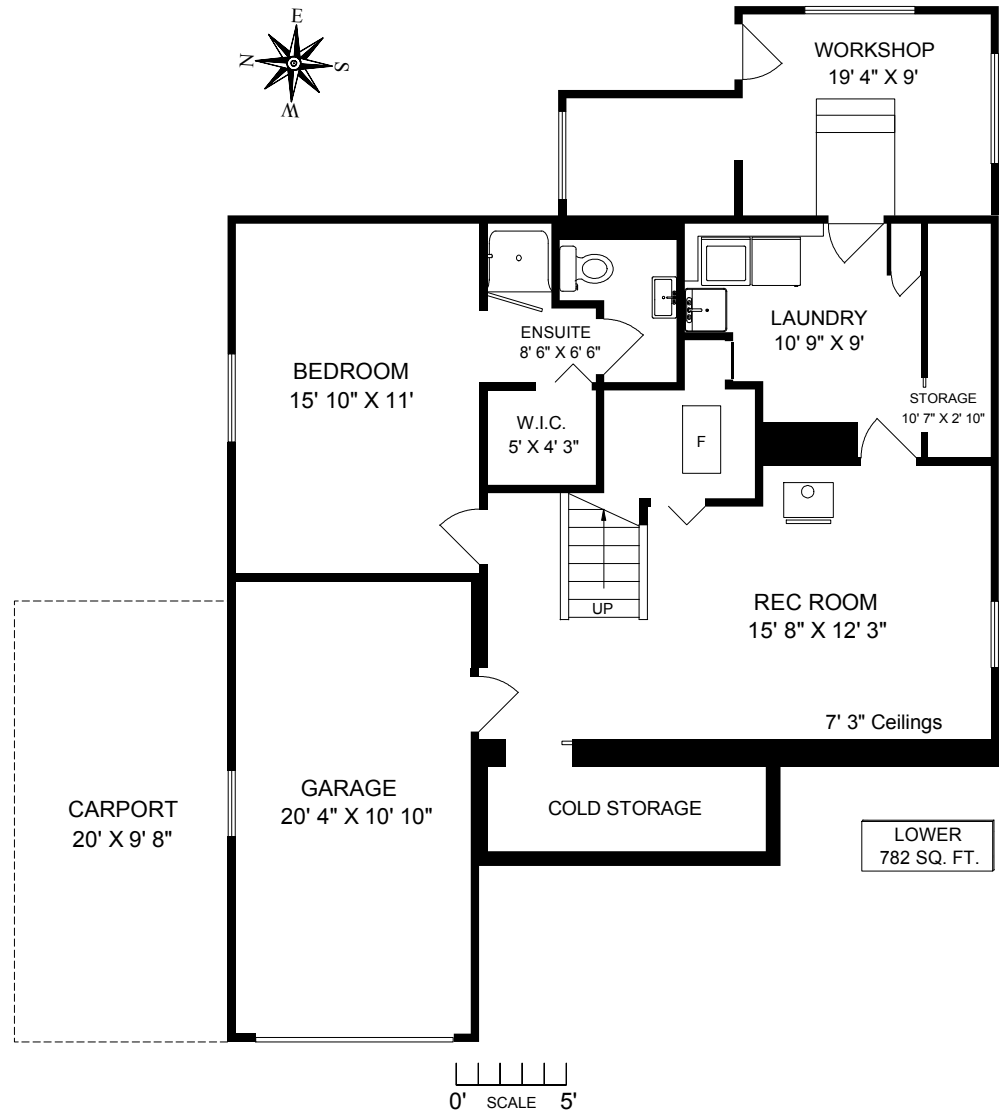 E
N
S
W
WORKSHOP
19' 4" X 9'
BEDROOM
15' 10" X 11'
ENSUITE
8' 6" X 6' 6"
LAUNDRY
10' 9" X 9'
W.I.C.
5' X 4' 3"
F
STORAGE
10' 7" X 2' 10"
UP
REC ROOM
15' 8" X 12' 3"
7' 3" Ceilings
CARPORT
20' X 9' 8"
GARAGE
20' 4" X 10' 10"
COLD STORAGE
LOWER
782 SQ. FT.
0' SCALE 5'